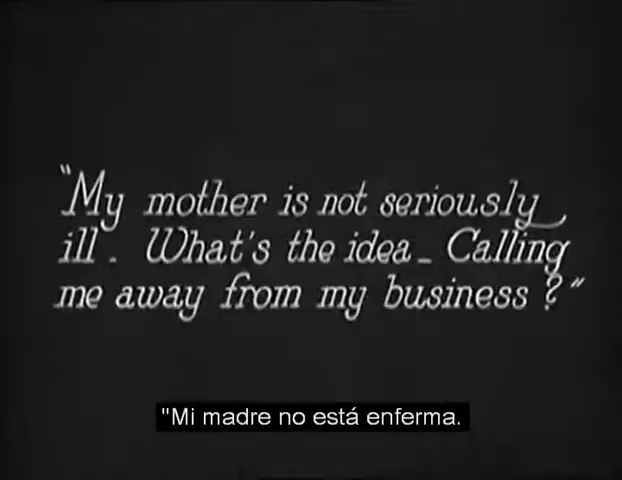 "My mother is not seriously
ill. What's the idea - Calling
me away from my business?"
"Mi madre no está enferma.